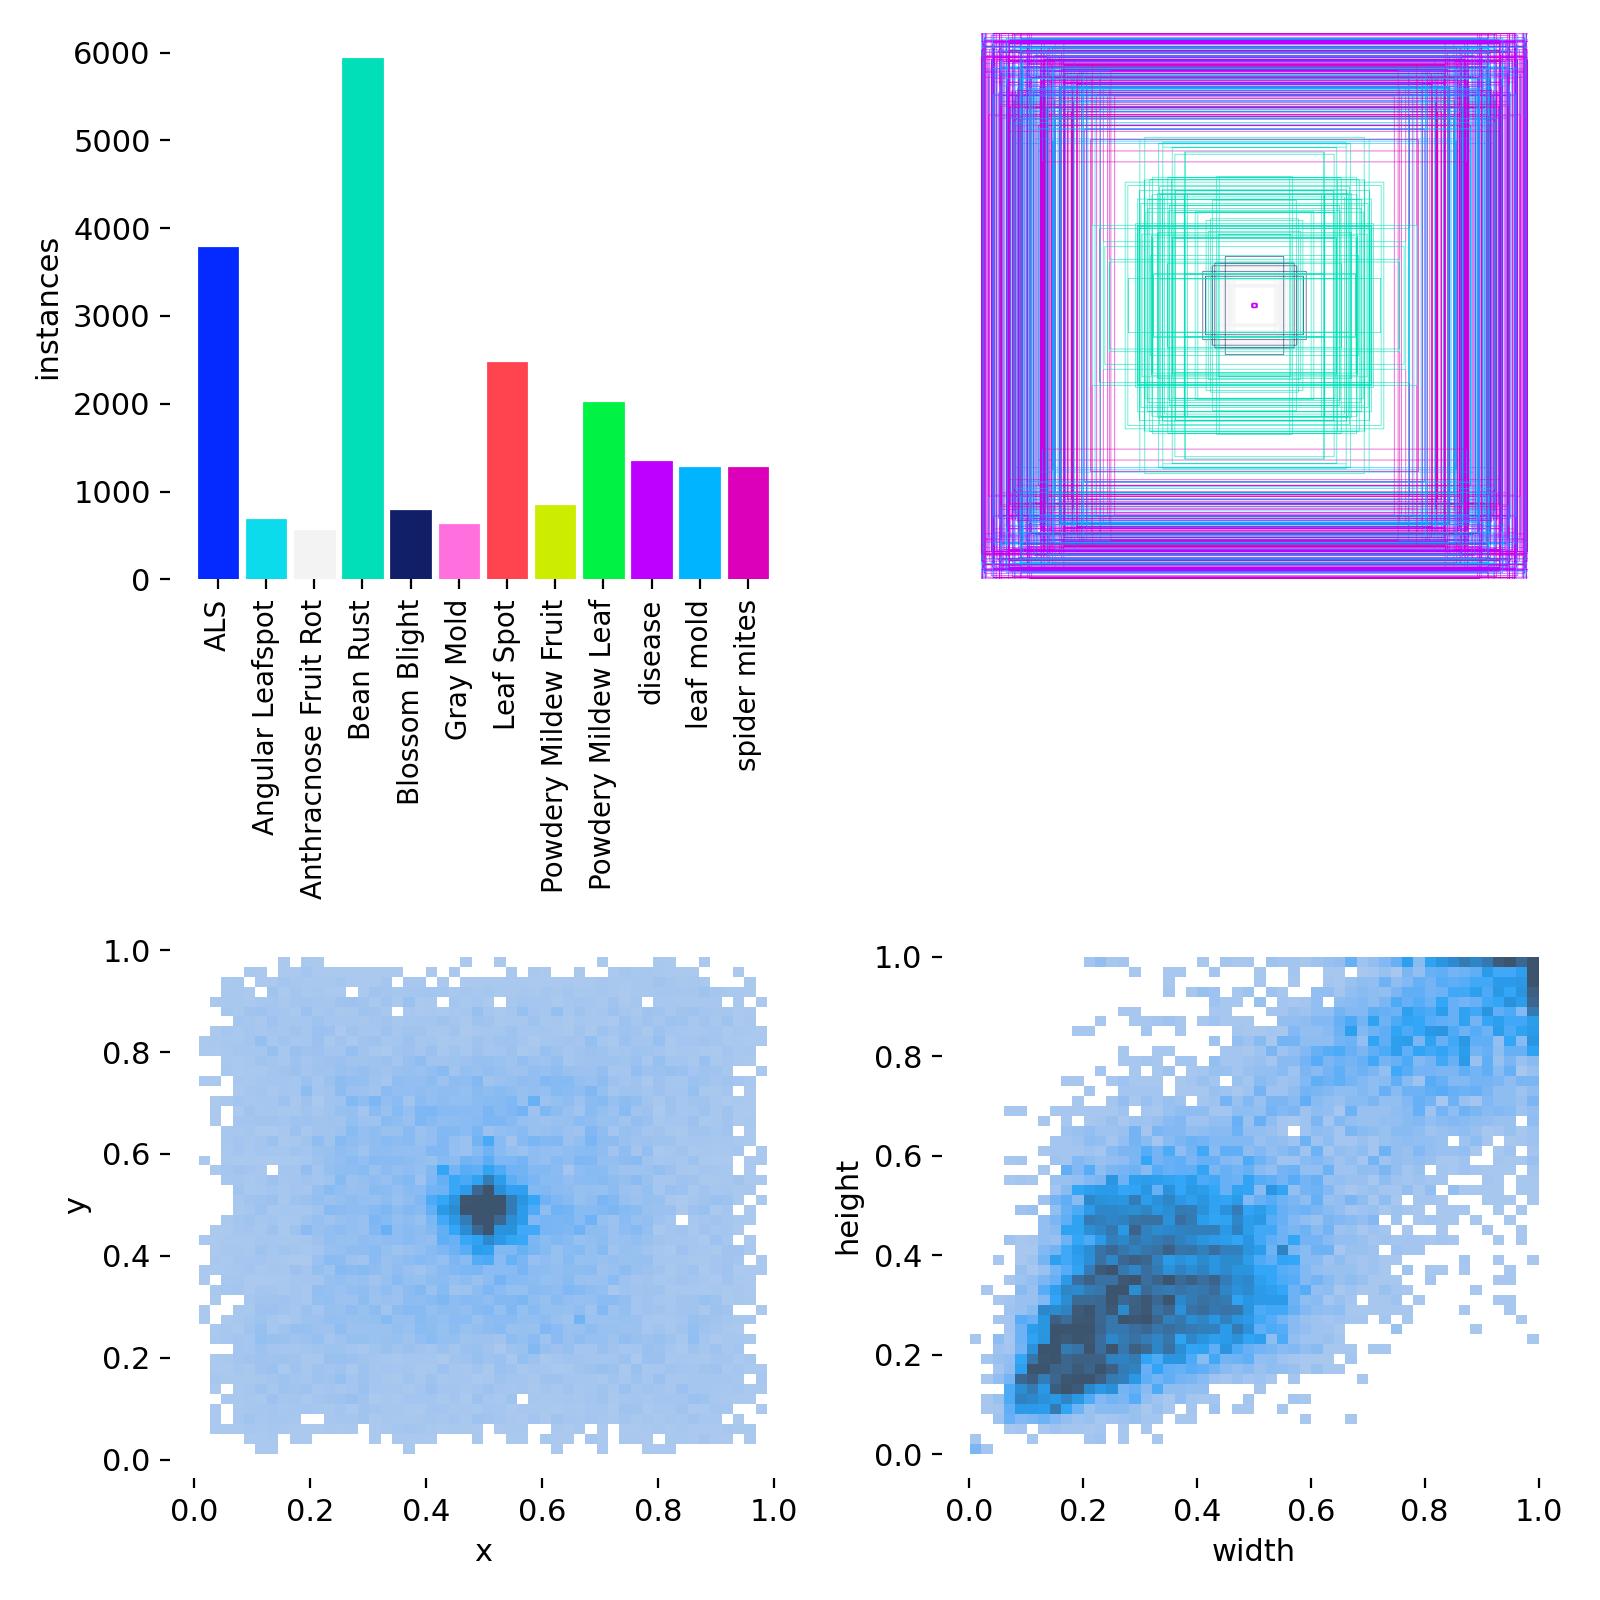 6000
5000
4000
3000
2000
1000
0
instances
ALS
Angular Leafspot
Anthracnose Fruit Rot
Bean Rust
Blossom Blight
Gray Mold
Leaf Spot
Powdery Mildew Fruit
Powdery Mildew Leaf
disease
leaf mold
spider mites
1.0
0.8
0.6
0.4
0.2
0.0
y
0.0 0.2 0.4 0.6 0.8 1.0
x
1.0
0.8
0.6
0.4
0.2
0.0
height
0.0 0.2 0.4 0.6 0.8 1.0
width